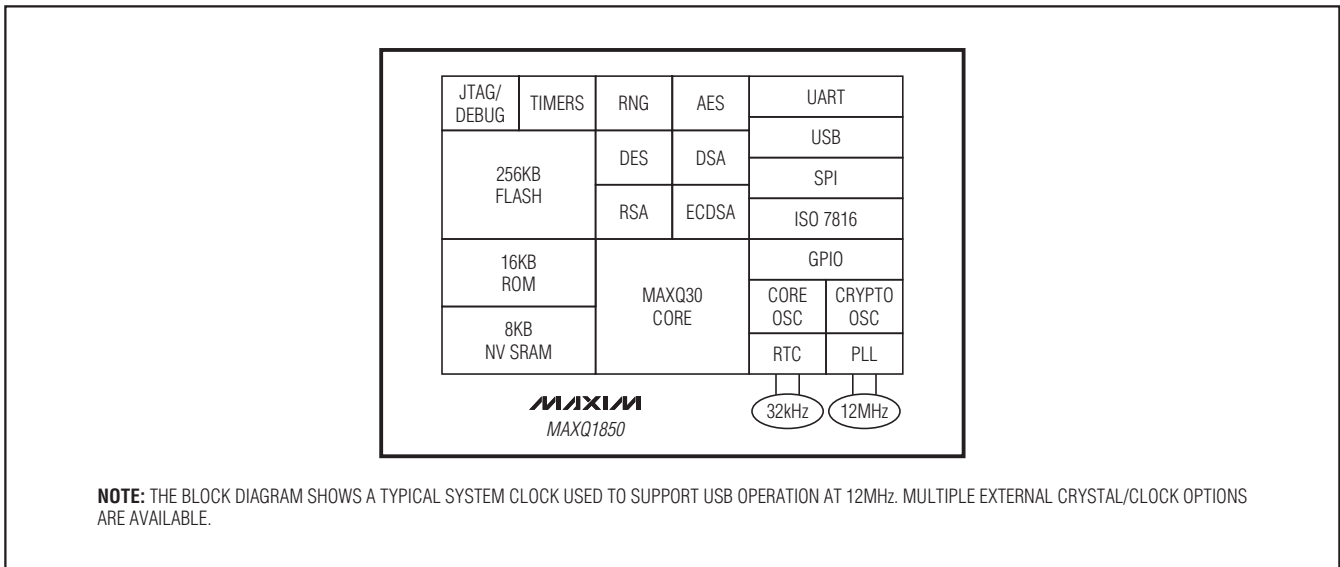 JTAG/
DEBUG
TIMERS
RNG
AES
UART
USB
256KB
FLASH
DES
DSA
SPI
RSA
ECDSA
ISO 7816
16KB
ROM
MAXQ30
CORE
GPIO
CORE
OSC
CRYPTO
OSC
8KB
NV SRAM
RTC
PLL
MAXIM
MAXQ1850
32kHz
12MHz
NOTE: THE BLOCK DIAGRAM SHOWS A TYPICAL SYSTEM CLOCK USED TO SUPPORT USB OPERATION AT 12MHz. MULTIPLE EXTERNAL CRYSTAL/CLOCK OPTIONS
ARE AVAILABLE.